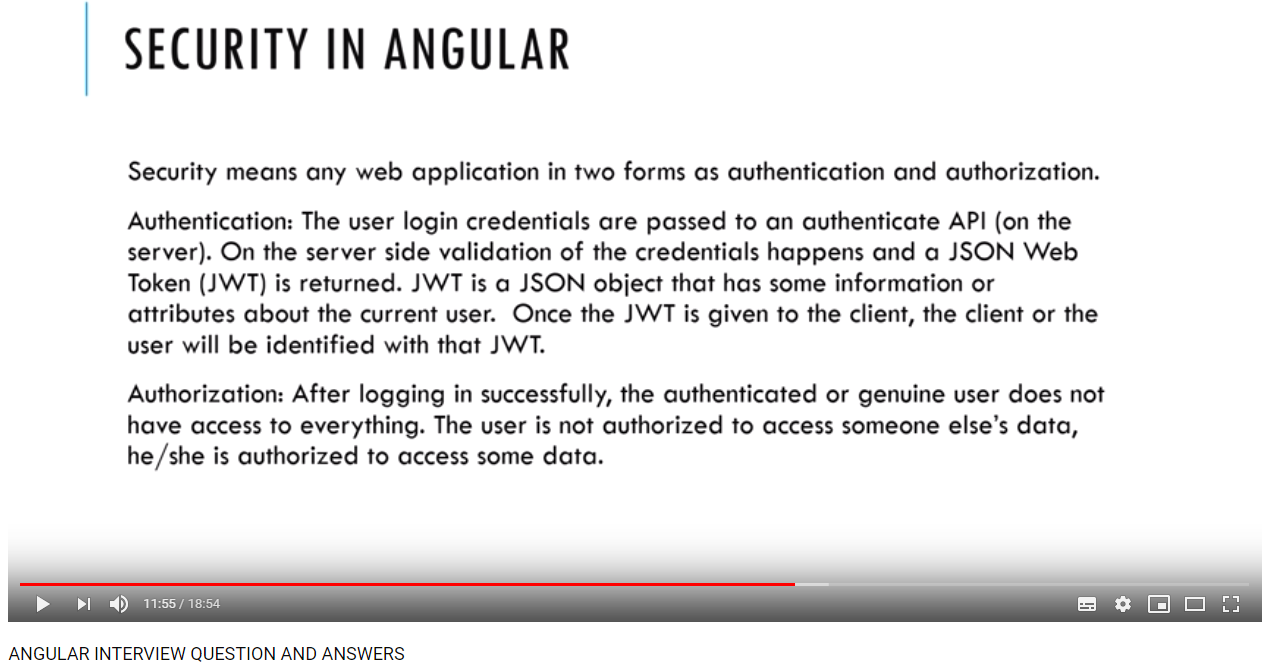 SECURITY IN ANGULAR
Security means any web application in two forms as authentication and authorization.
Authentication: The user login credentials are passed to an authenticate API (on the
server). On the server side validation of the credentials happens and a JSON Web
Token (JWT) is returned. JWT is a JSON object that has some information or
attributes about the current user.  Once the JWT is given to the client, the client or the
user will be identified with that JWT.
Authorization: After logging in successfully, the authenticated or genuine user does not
have access to everything. The user is not authorized to access someone else’s data,
he/she is authorized to access some data.
11:55 / 18:54
ANGULAR INTERVIEW QUESTION AND ANSWERS